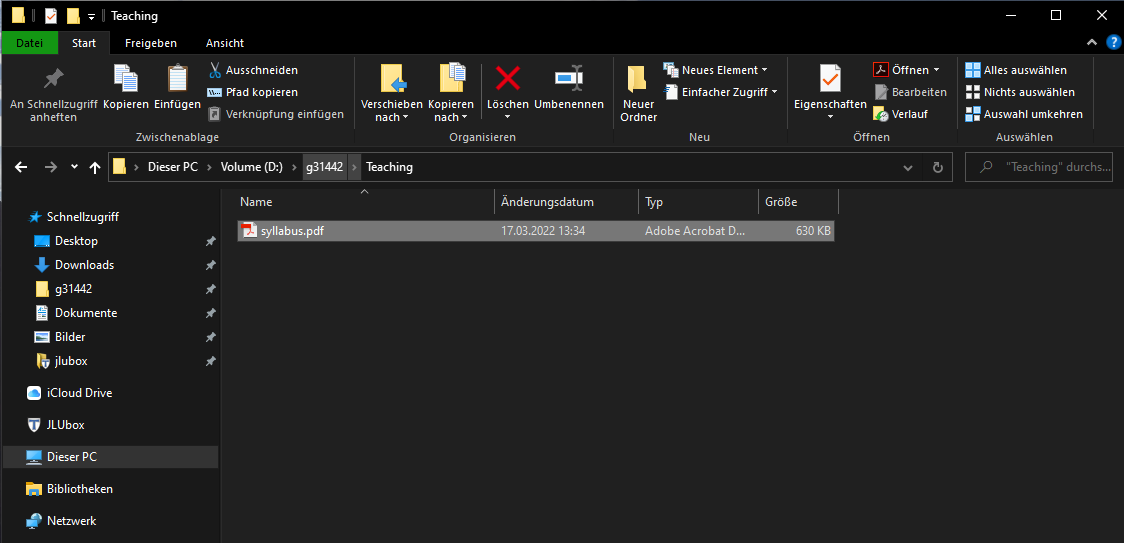 Teaching
Datei Start Freigeben Ansicht
An Schnellzugriff anheften
Kopieren
Einfügen
Ausschneiden
Pfad kopieren
Verknüpfung einfügen
Zwischenablage
Verschieben nach
Kopieren nach
Löschen
Umbenennen
Organisieren
Neuer Ordner
Neues Element
Einfacher Zugriff
Neu
Eigenschaften
Öffnen
Bearbeiten
Verlauf
Öffnen
Alles auswählen
Nichts auswählen
Auswahl umkehren
Auswählen
Dieser PC > Volume (D:) > g31442 > Teaching
"Teaching" durchs...
Schnellzugriff
Desktop
Downloads
g31442
Dokumente
Bilder
jlubox
iCloud Drive
JLUbox
Dieser PC
Bibliotheken
Netzwerk
Name Änderungsdatum Typ Größe
syllabus.pdf 17.03.2022 13:34 Adobe Acrobat D... 630 KB